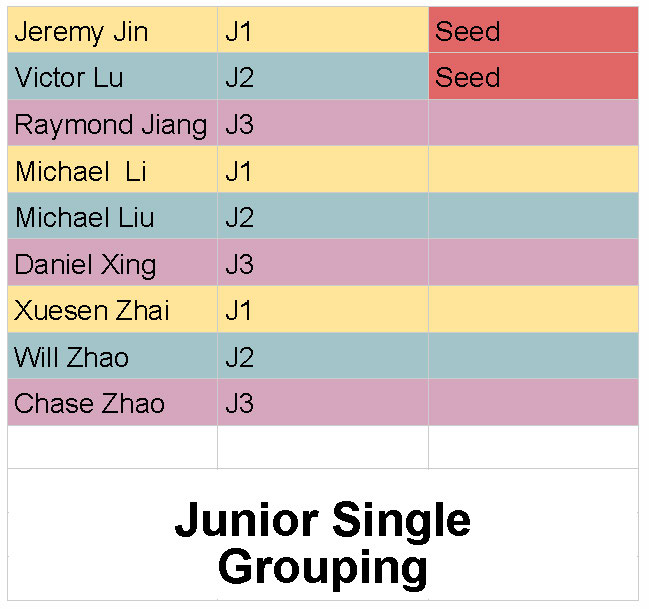 Jeremy Jin J1 Seed
Victor Lu J2 Seed
Raymond Jiang J3
Michael  Li J1
Michael Liu J2
Daniel Xing J3
Xuesen Zhai J1
Will Zhao J2
Chase Zhao J3
Junior Single
Grouping